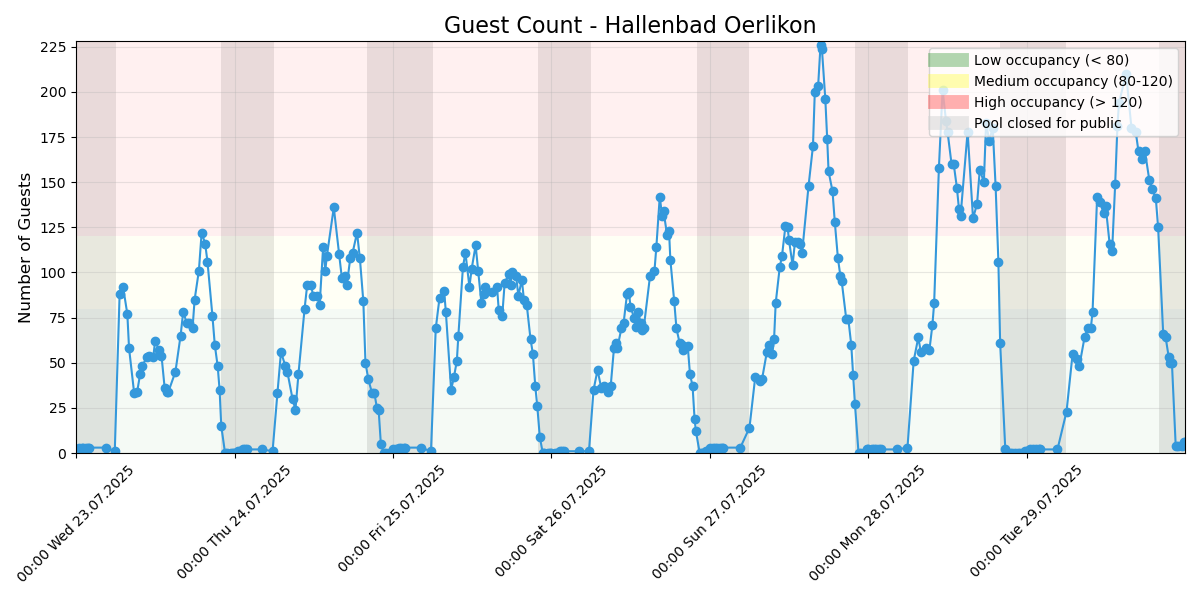 Guest Count - Hallenbad Oerlikon
Number of Guests
225
200
175
150
125
100
75
50
25
0
Low occupancy (< 80)
Medium occupancy (80-120)
High occupancy (> 120)
Pool closed for public
00:00 Wed 23.07.2025
00:00 Thu 24.07.2025
00:00 Fri 25.07.2025
00:00 Sat 26.07.2025
00:00 Sun 27.07.2025
00:00 Mon 28.07.2025
00:00 Tue 29.07.2025